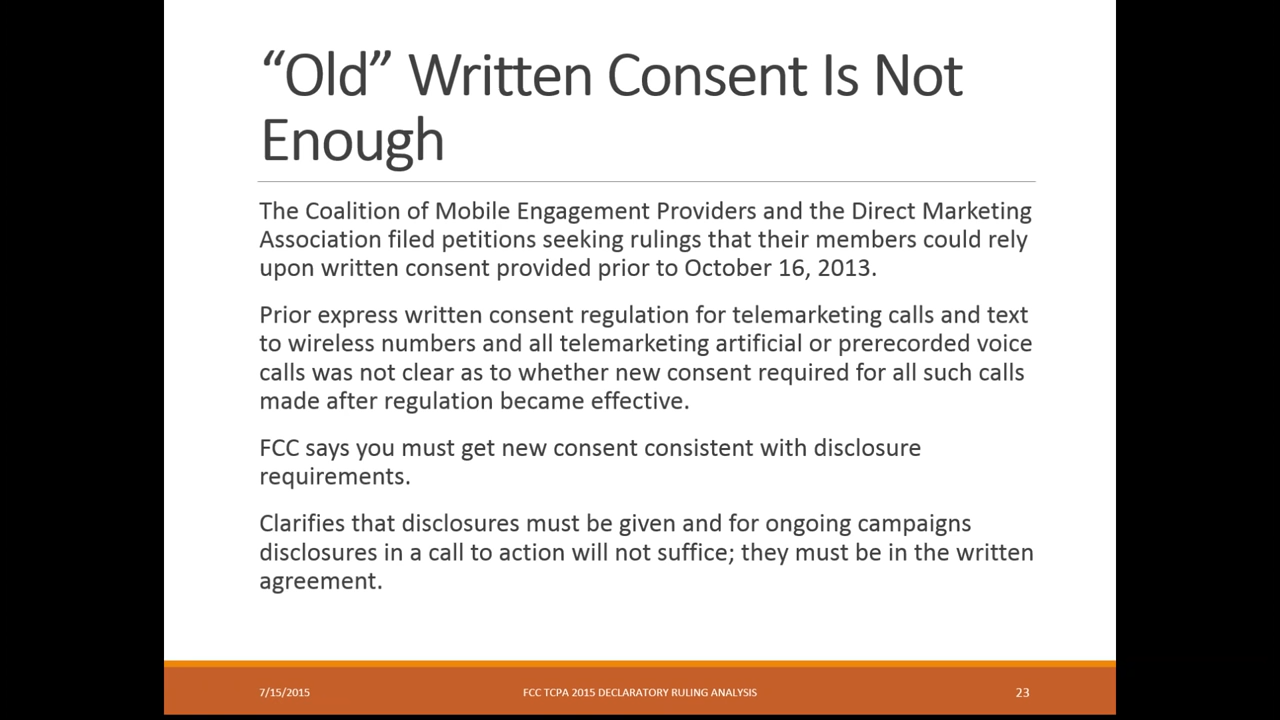 “Old” Written Consent Is Not
Enough
The Coalition of Mobile Engagement Providers and the Direct Marketing
Association filed petitions seeking rulings that their members could rely
upon written consent provided prior to October 16, 2013.
Prior express written consent regulation for telemarketing calls and text
to wireless numbers and all telemarketing artificial or prerecorded voice
calls was not clear as to whether new consent required for all such calls
made after regulation became effective.
FCC says you must get new consent consistent with disclosure
requirements.
Clarifies that disclosures must be given and for ongoing campaigns
disclosures in a call to action will not suffice; they must be in the written
agreement.
7/15/2015 FCC TCPA 2015 DECLARATORY RULING ANALYSIS 23